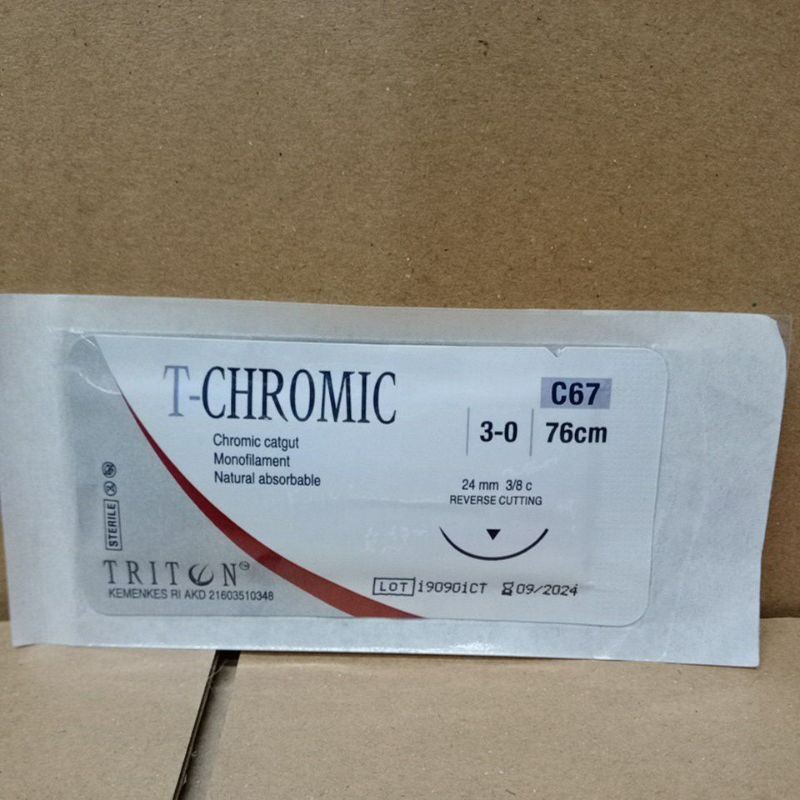 T-CHROMIC
Chromic catgut
Monofilament
Natural absorbable
C67
3-0
76cm
24 mm 3/8 c
REVERSE CUTTING
STERILE
TRITON
KEMENKES RI AKD 21603510348
LOT i9090iCT 09/2024